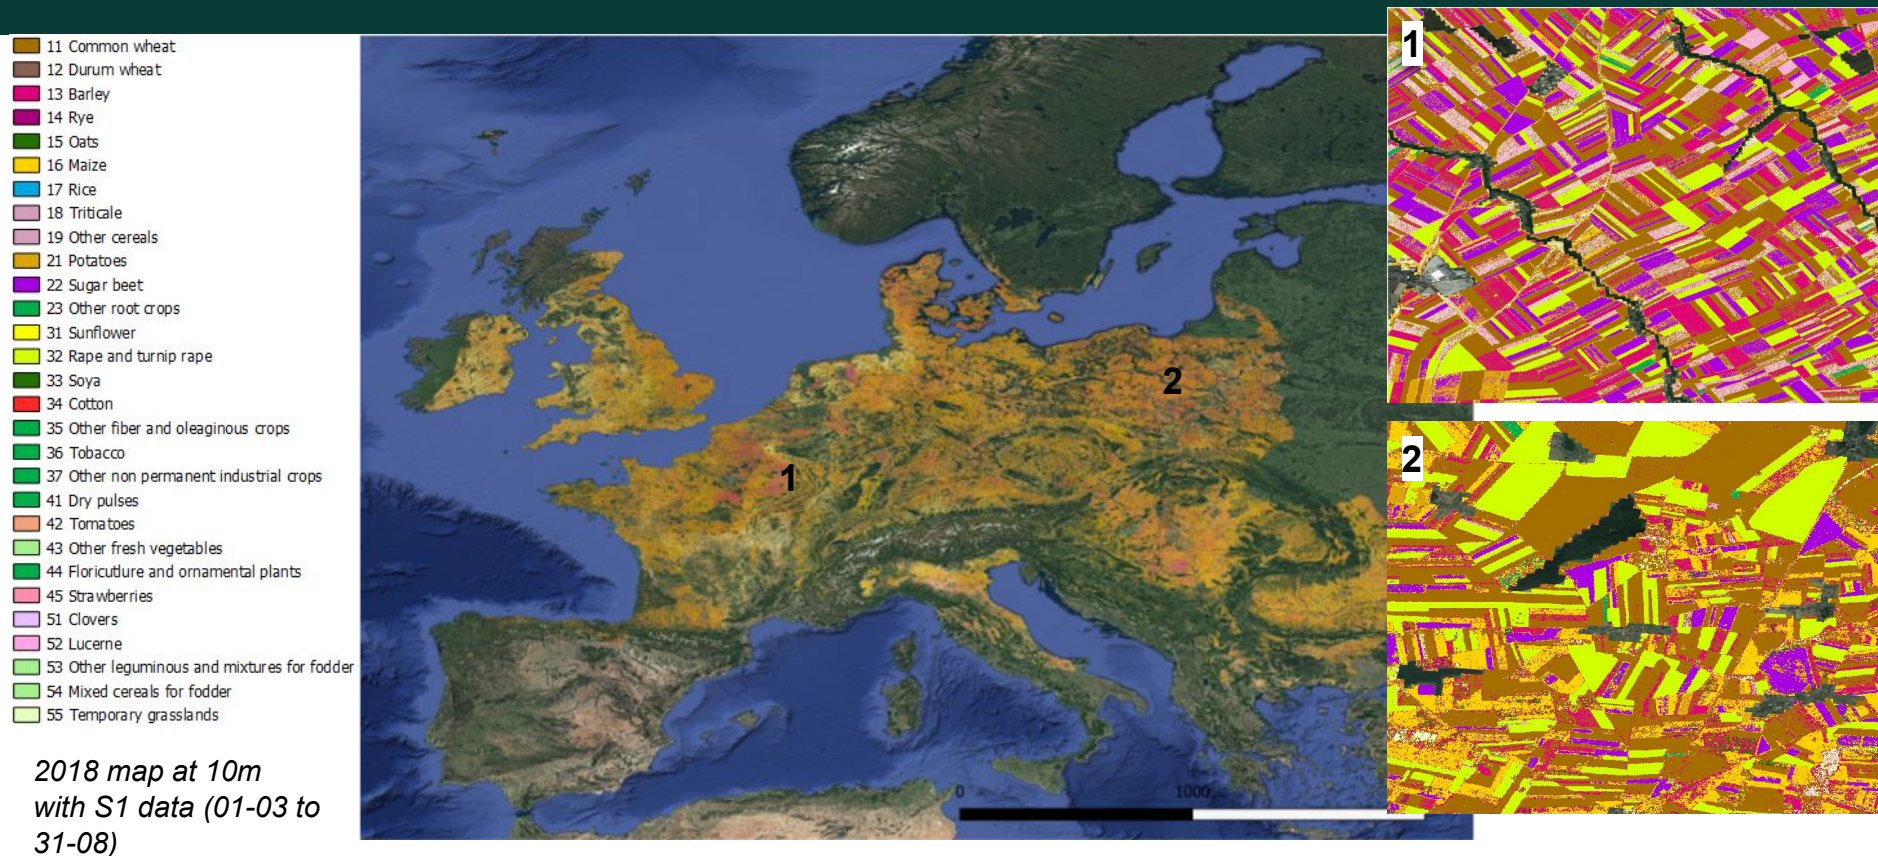 11 Common wheat
12 Durum wheat
13 Barley
14 Rye
15 Oats
16 Maize
17 Rice
18 Triticale
19 Other cereals
21 Potatoes
22 Sugar beet
23 Other root crops
31 Sunflower
32 Rape and turnip rape
33 Soya
34 Cotton
35 Other fiber and oleaginous crops
36 Tobacco
37 Other non permanent industrial crops
41 Dry pulses
42 Tomatoes
43 Other fresh vegetables
44 Floricutlure and ornamental plants
45 Strawberries
51 Clovers
52 Lucerne
53 Other leguminous and mixtures for fodder
54 Mixed cereals for fodder
55 Temporary grasslands
2018 map at 10m
with S1 data (01-03 to
31-08)
2
1
0
1000
1
2